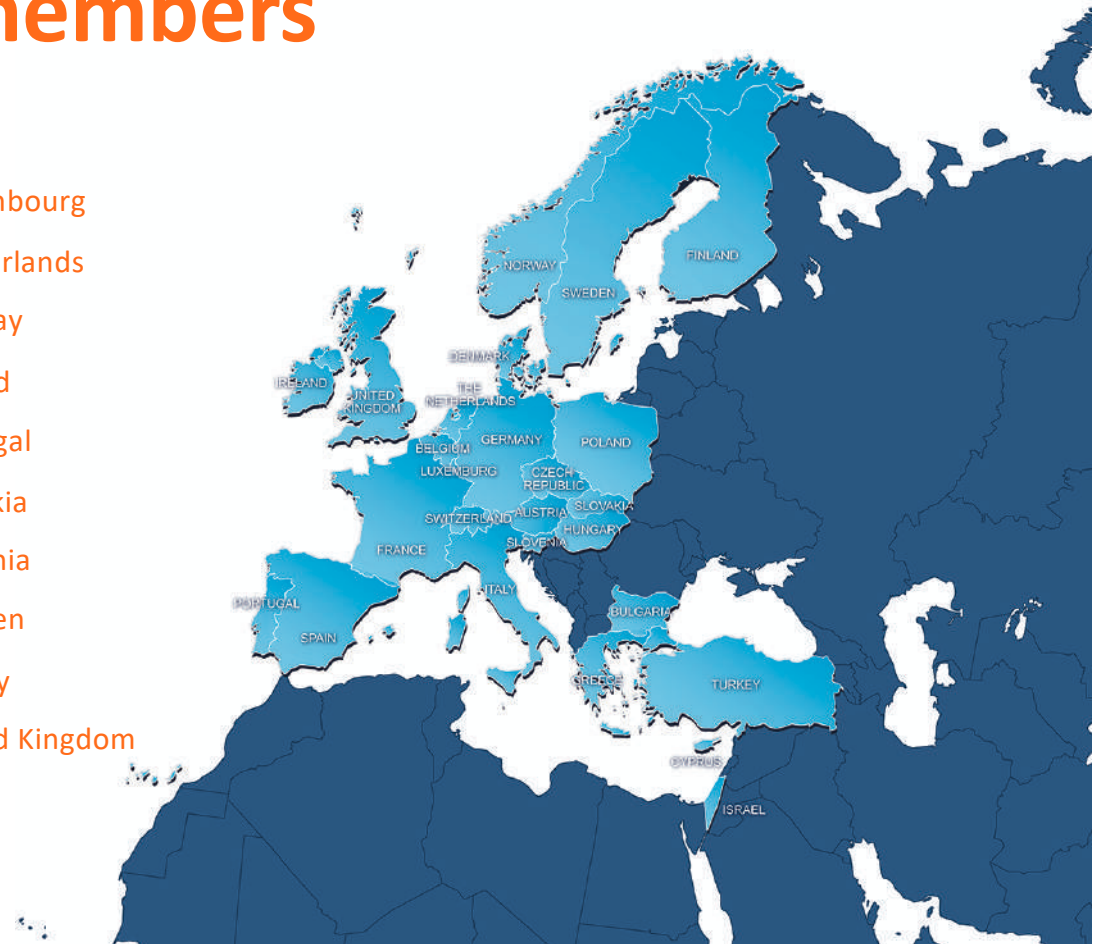 members
nbourg
rlands
ay
d
gal
kia
nia
en
y
d Kingdom
NORWAY
FINLAND
SWEDEN
DENMARK
IRELAND
THE
NETHERLANDS
UNITED
KINGDOM
GERMANY
POLAND
BELGIUM
LUXEMBURG
CZECH
REPUBLIC
SLOVAKIA
AUSTRIA
SWITZERLAND
HUNGARY
SLOVENIA
FRANCE
ITALY
PORTUGAL
BULGARIA
SPAIN
GREECE
TURKEY
CYPRUS
ISRAEL